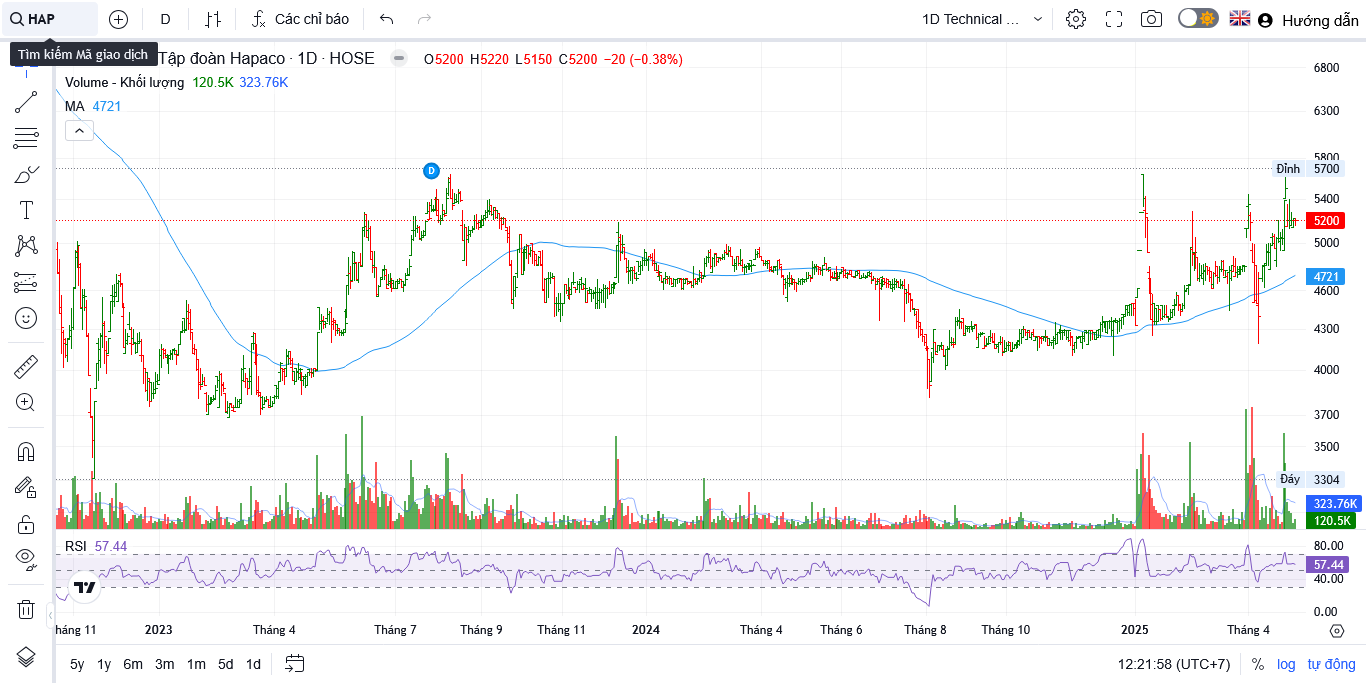 HAP
D
Các chỉ báo
1D Technical ...
Hướng dẫn
Tìm kiếm Mã giao dịch
Tập đoàn Hapaco · 1D · HOSE
O5200 H5220 L5150 C5200 −20 (−0.38%)
Volume - Khối lượng 120.5K 323.76K
MA 4721
D
6800
6300
5800
Đỉnh 5700
5400
5200
5000
4721
4600
4300
4000
3700
3500
Đáy 3304
323.76K
120.5K
RSI 57.44
80.00
57.44
40.00
0.00
háng 11 2023 Tháng 4 Tháng 7 Tháng 9 Tháng 11 2024 Tháng 4 Tháng 6 Tháng 8 Tháng 10 2025 Tháng 4
5y 1y 6m 3m 1m 5d 1d
12:21:58 (UTC+7) % log tự động